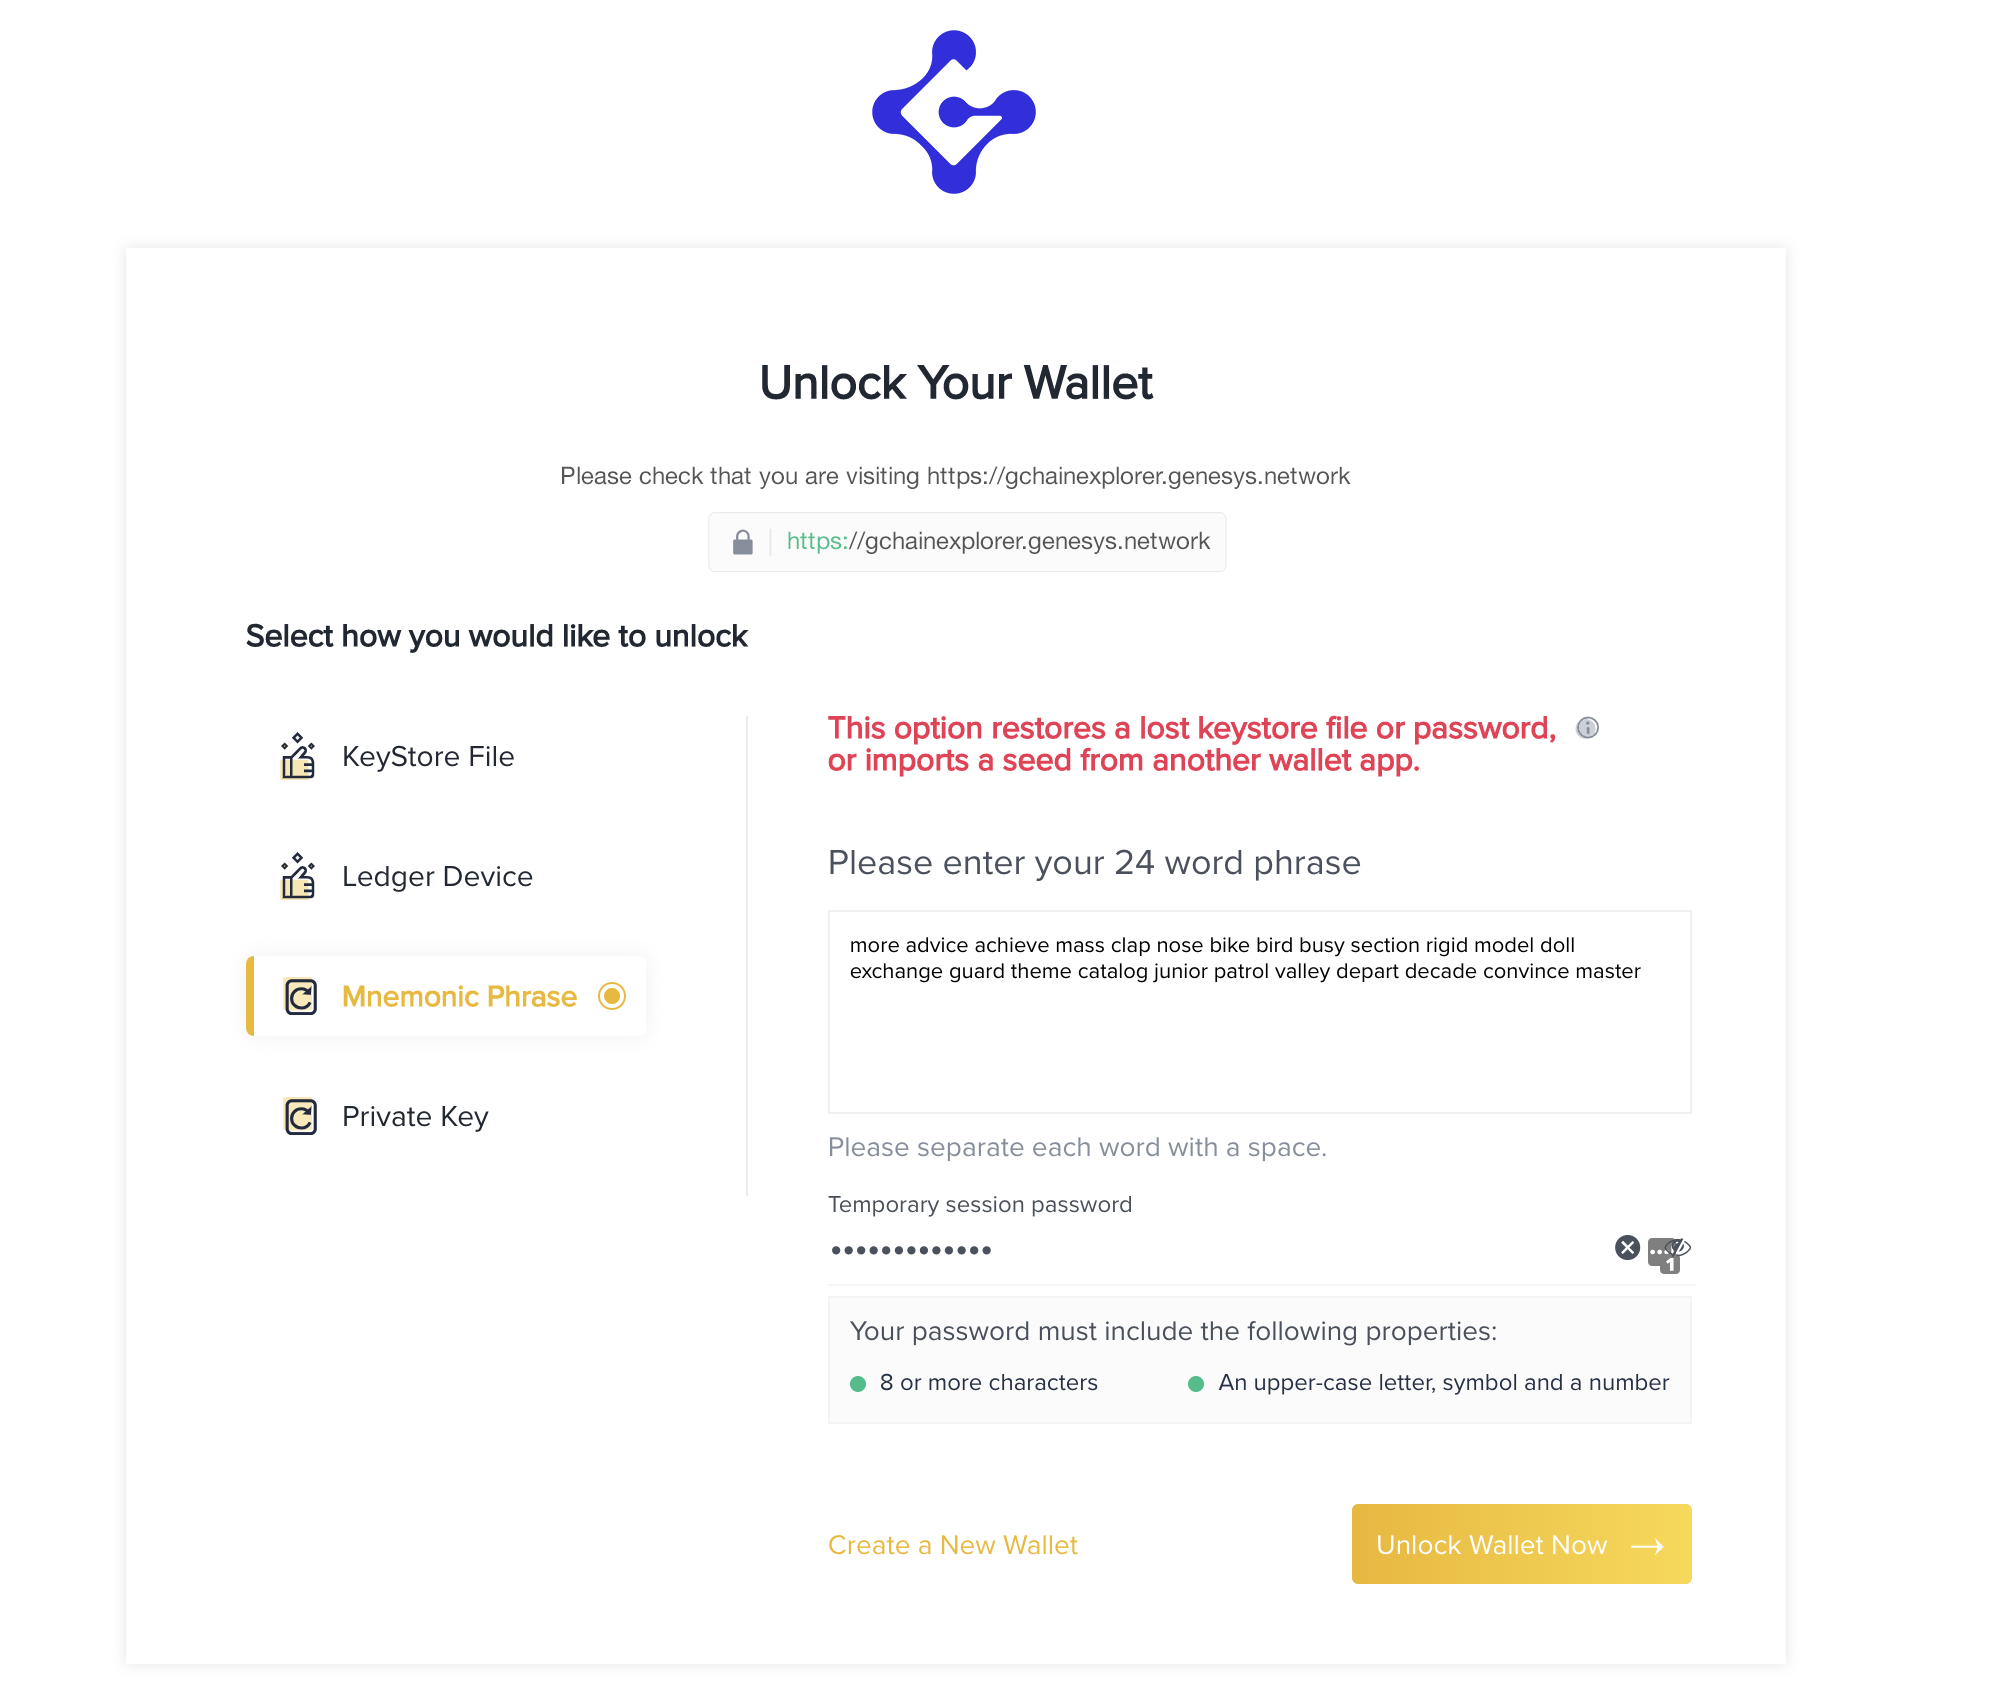 Unlock Your Wallet
Please check that you are visiting https://gchainexplorer.genesys.network
https://gchainexplorer.genesys.network
Select how you would like to unlock
KeyStore File
Ledger Device
Mnemonic Phrase
Private Key
This option restores a lost keystore file or password,
or imports a seed from another wallet app.
Please enter your 24 word phrase
more advice achieve mass clap nose bike bird busy section rigid model doll
exchange guard theme catalog junior patrol valley depart decade convince master
Please separate each word with a space.
Temporary session password
•••••••••••••
1
Your password must include the following properties:
8 or more characters
An upper-case letter, symbol and a number
Create a New Wallet
Unlock Wallet Now →